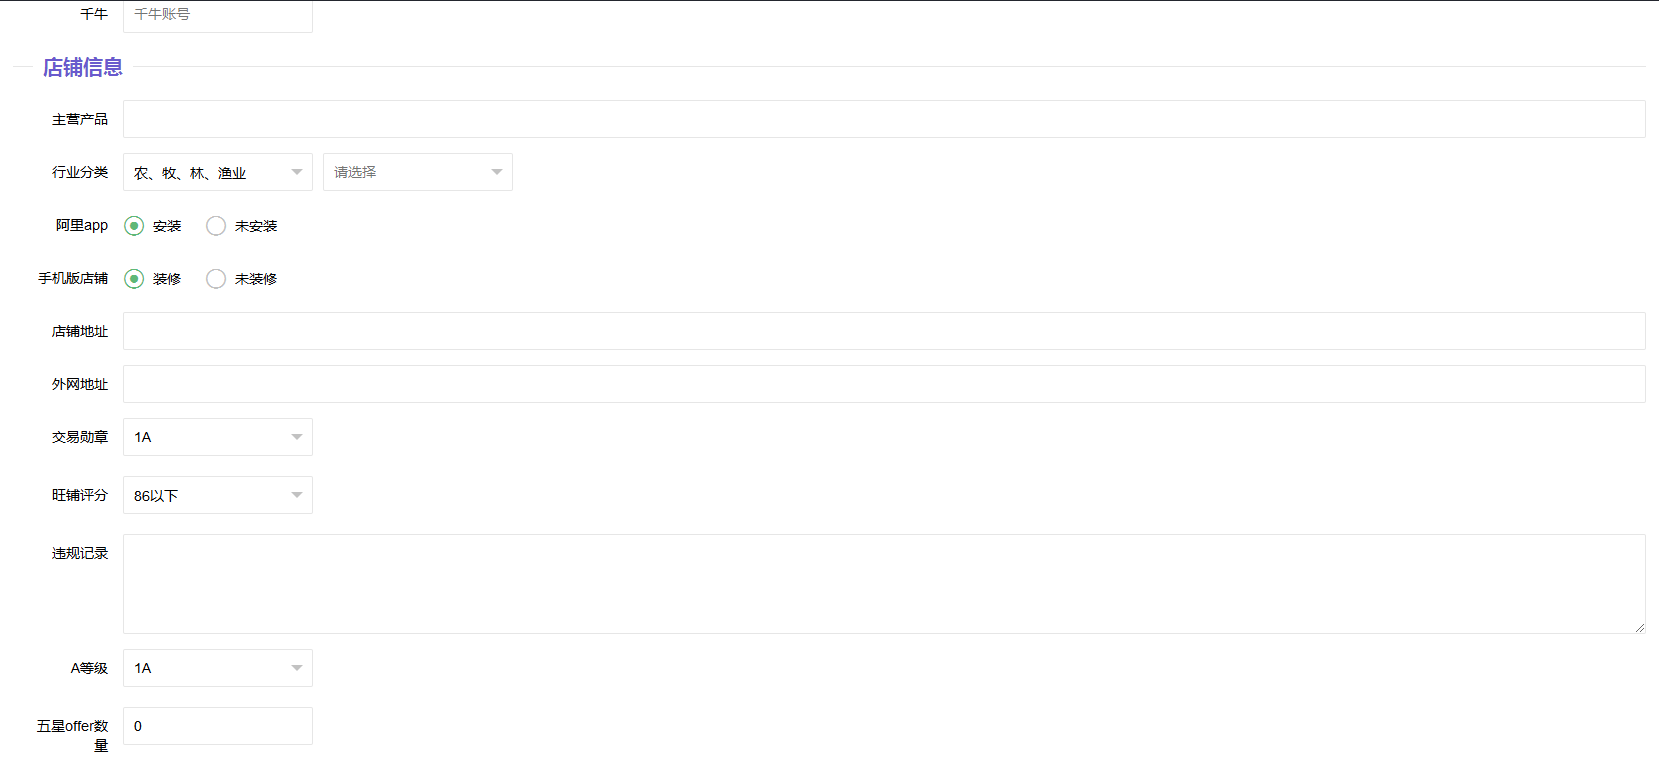 千牛 千牛账号
店铺信息
主营产品
行业分类 农、牧、林、渔业 请选择
阿里app 安装 未安装
手机版店铺 装修 未装修
店铺地址
外网地址
交易勋章 1A
旺铺评分 86以下
违规记录
A等级 1A
五星offer数 0
量